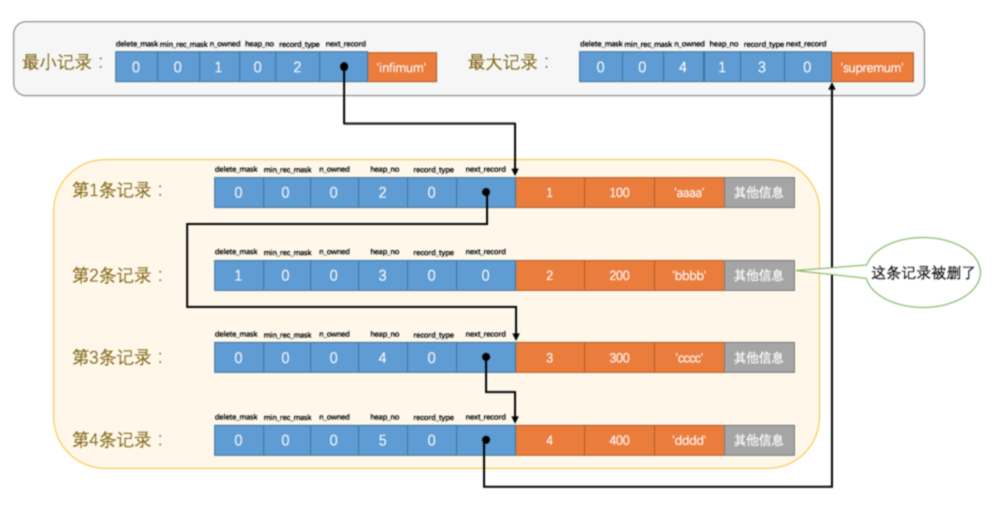 delete_mask min_rec_mask n_owned heap_no record_type next_record
最小记录： 0 0 1 0 2 'infimum'
delete_mask min_rec_mask n_owned heap_no record_type next_record
最大记录： 0 0 4 1 3 0 'supremum'
delete_mask min_rec_mask n_owned heap_no record_type next_record
第1条记录： 0 0 0 2 0 1 100 'aaaa' 其他信息
delete_mask min_rec_mask n_owned heap_no record_type next_record
第2条记录： 1 0 0 3 0 0 2 200 'bbbb' 其他信息
这条记录被删了
delete_mask min_rec_mask n_owned heap_no record_type next_record
第3条记录： 0 0 0 4 0 3 300 'cccc' 其他信息
delete_mask min_rec_mask n_owned heap_no record_type next_record
第4条记录： 0 0 0 5 0 4 400 'dddd' 其他信息